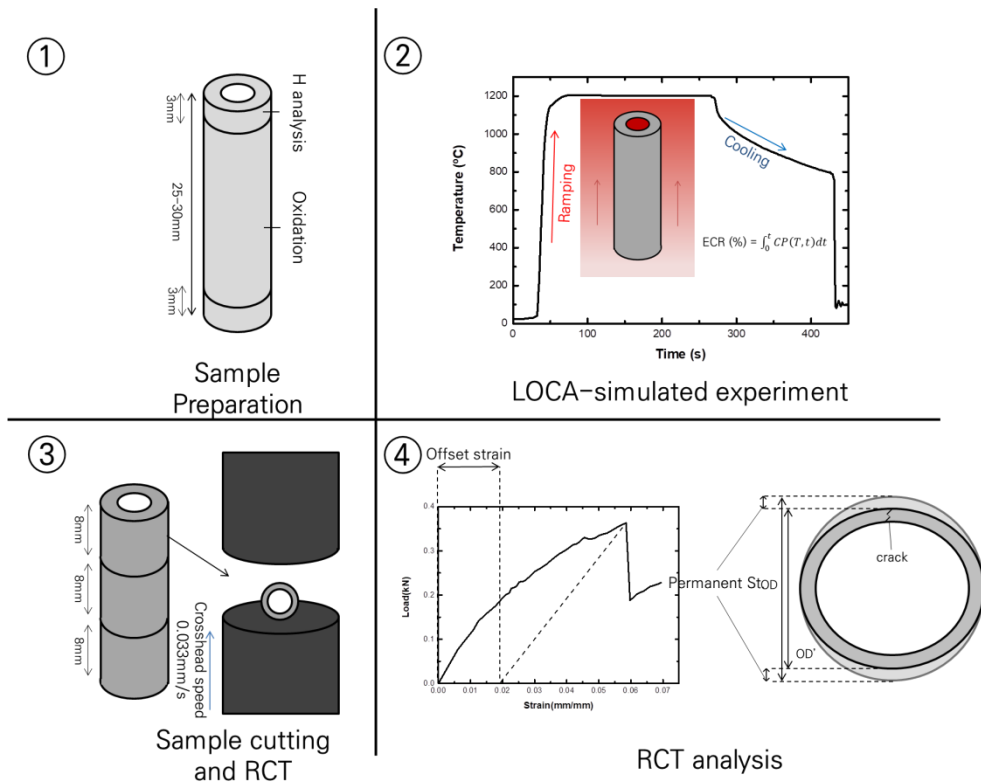 ①
3mm
25-30mm
3mm
H analysis
Oxidation
Sample
Preparation
②
Temperature (ºC)
1200
1000
800
600
400
200
0
Ramping
Cooling
ECR (%) = ∫₀ᵗ CP(T, t)dt
0 100 200 300 400
Time (s)
LOCA-simulated experiment
③
8mm
8mm
8mm
Crosshead speed
0.033mm/s
Sample cutting
and RCT
④
Offset strain
Load(kN)
0.4
0.3
0.2
0.1
0.0
0.00 0.01 0.02 0.03 0.04 0.05 0.06 0.07
Strain(mm/mm)
Permanent St
OD
OD'
crack
RCT analysis